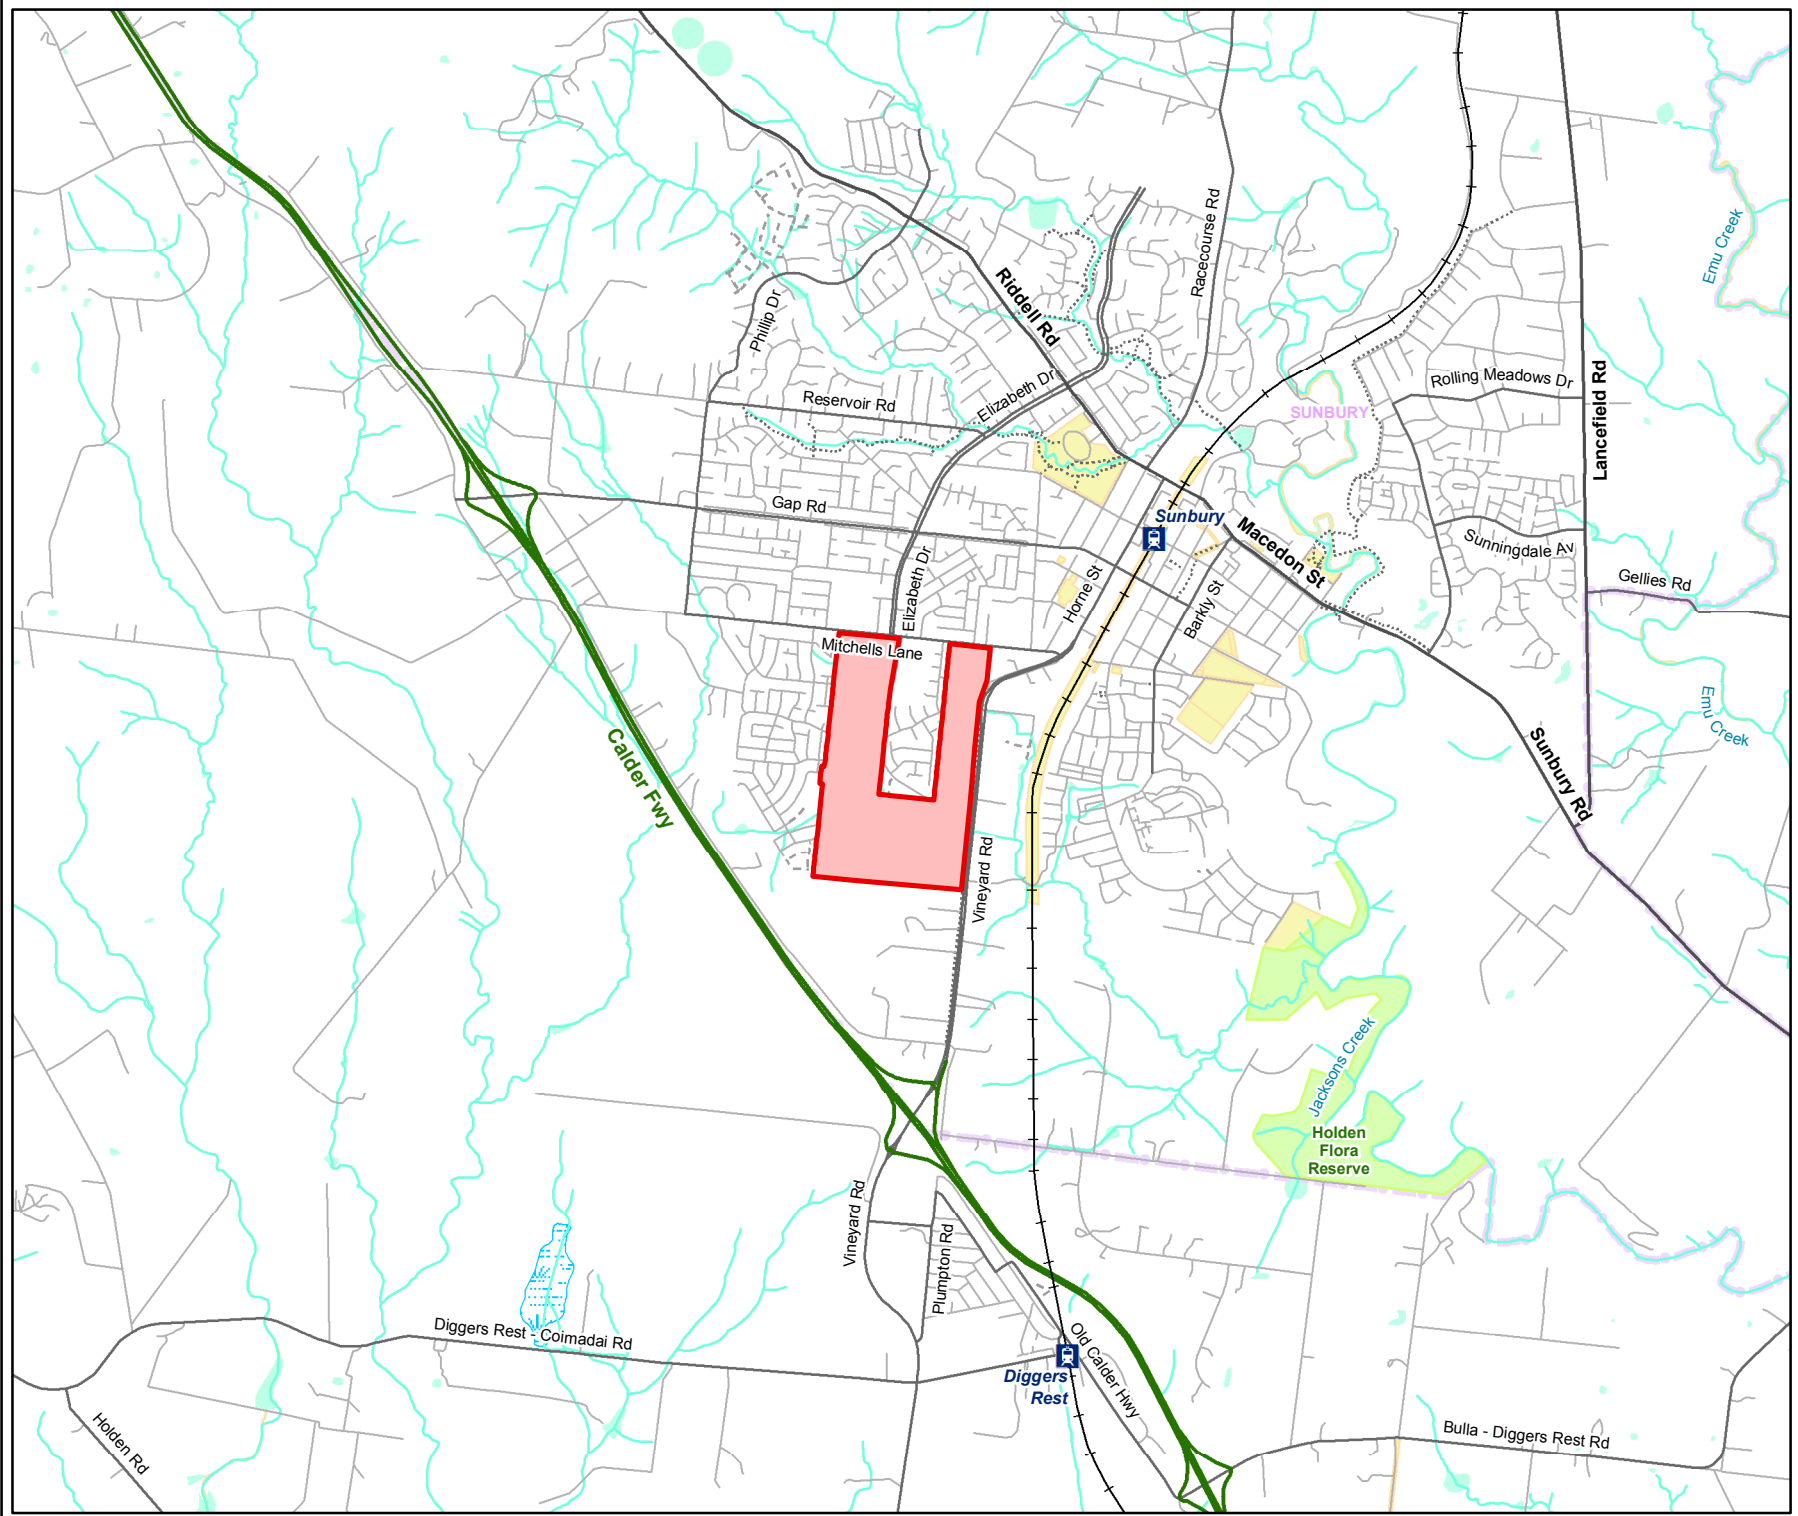 Emu Creek
Racecourse Rd
Riddell Rd
Phillip Dr
Rolling Meadows Dr
Lancefield Rd
Elizabeth Dr
Reservoir Rd
SUNBURY
Gap Rd
Sunbury
Macedon St
Sunningdale Av
Gellies Rd
Elizabeth Dr
Horne St
Barkly St
Mitchells Lane
Emu Creek
Calder Fwy
Sunbury Rd
Vineyard Rd
Jacksons Creek
Holden
Flora
Reserve
Vineyard Rd
Plumpton Rd
Diggers Rest - Coimadai Rd
Old Calder Hwy
Diggers
Rest
Holden Rd
Bulla - Diggers Rest Rd